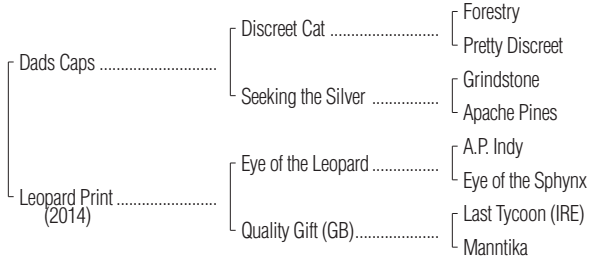 Forestry
Discreet Cat ..................
Pretty Discreet
Dads Caps ...........................
Grindstone
Seeking the Silver ................
Apache Pines
A.P. Indy
Eye of the Leopard ................
Eye of the Sphynx
Leopard Print .......................
(2014)
Last Tycoon (IRE)
Quality Gift (GB)....................
Manntika